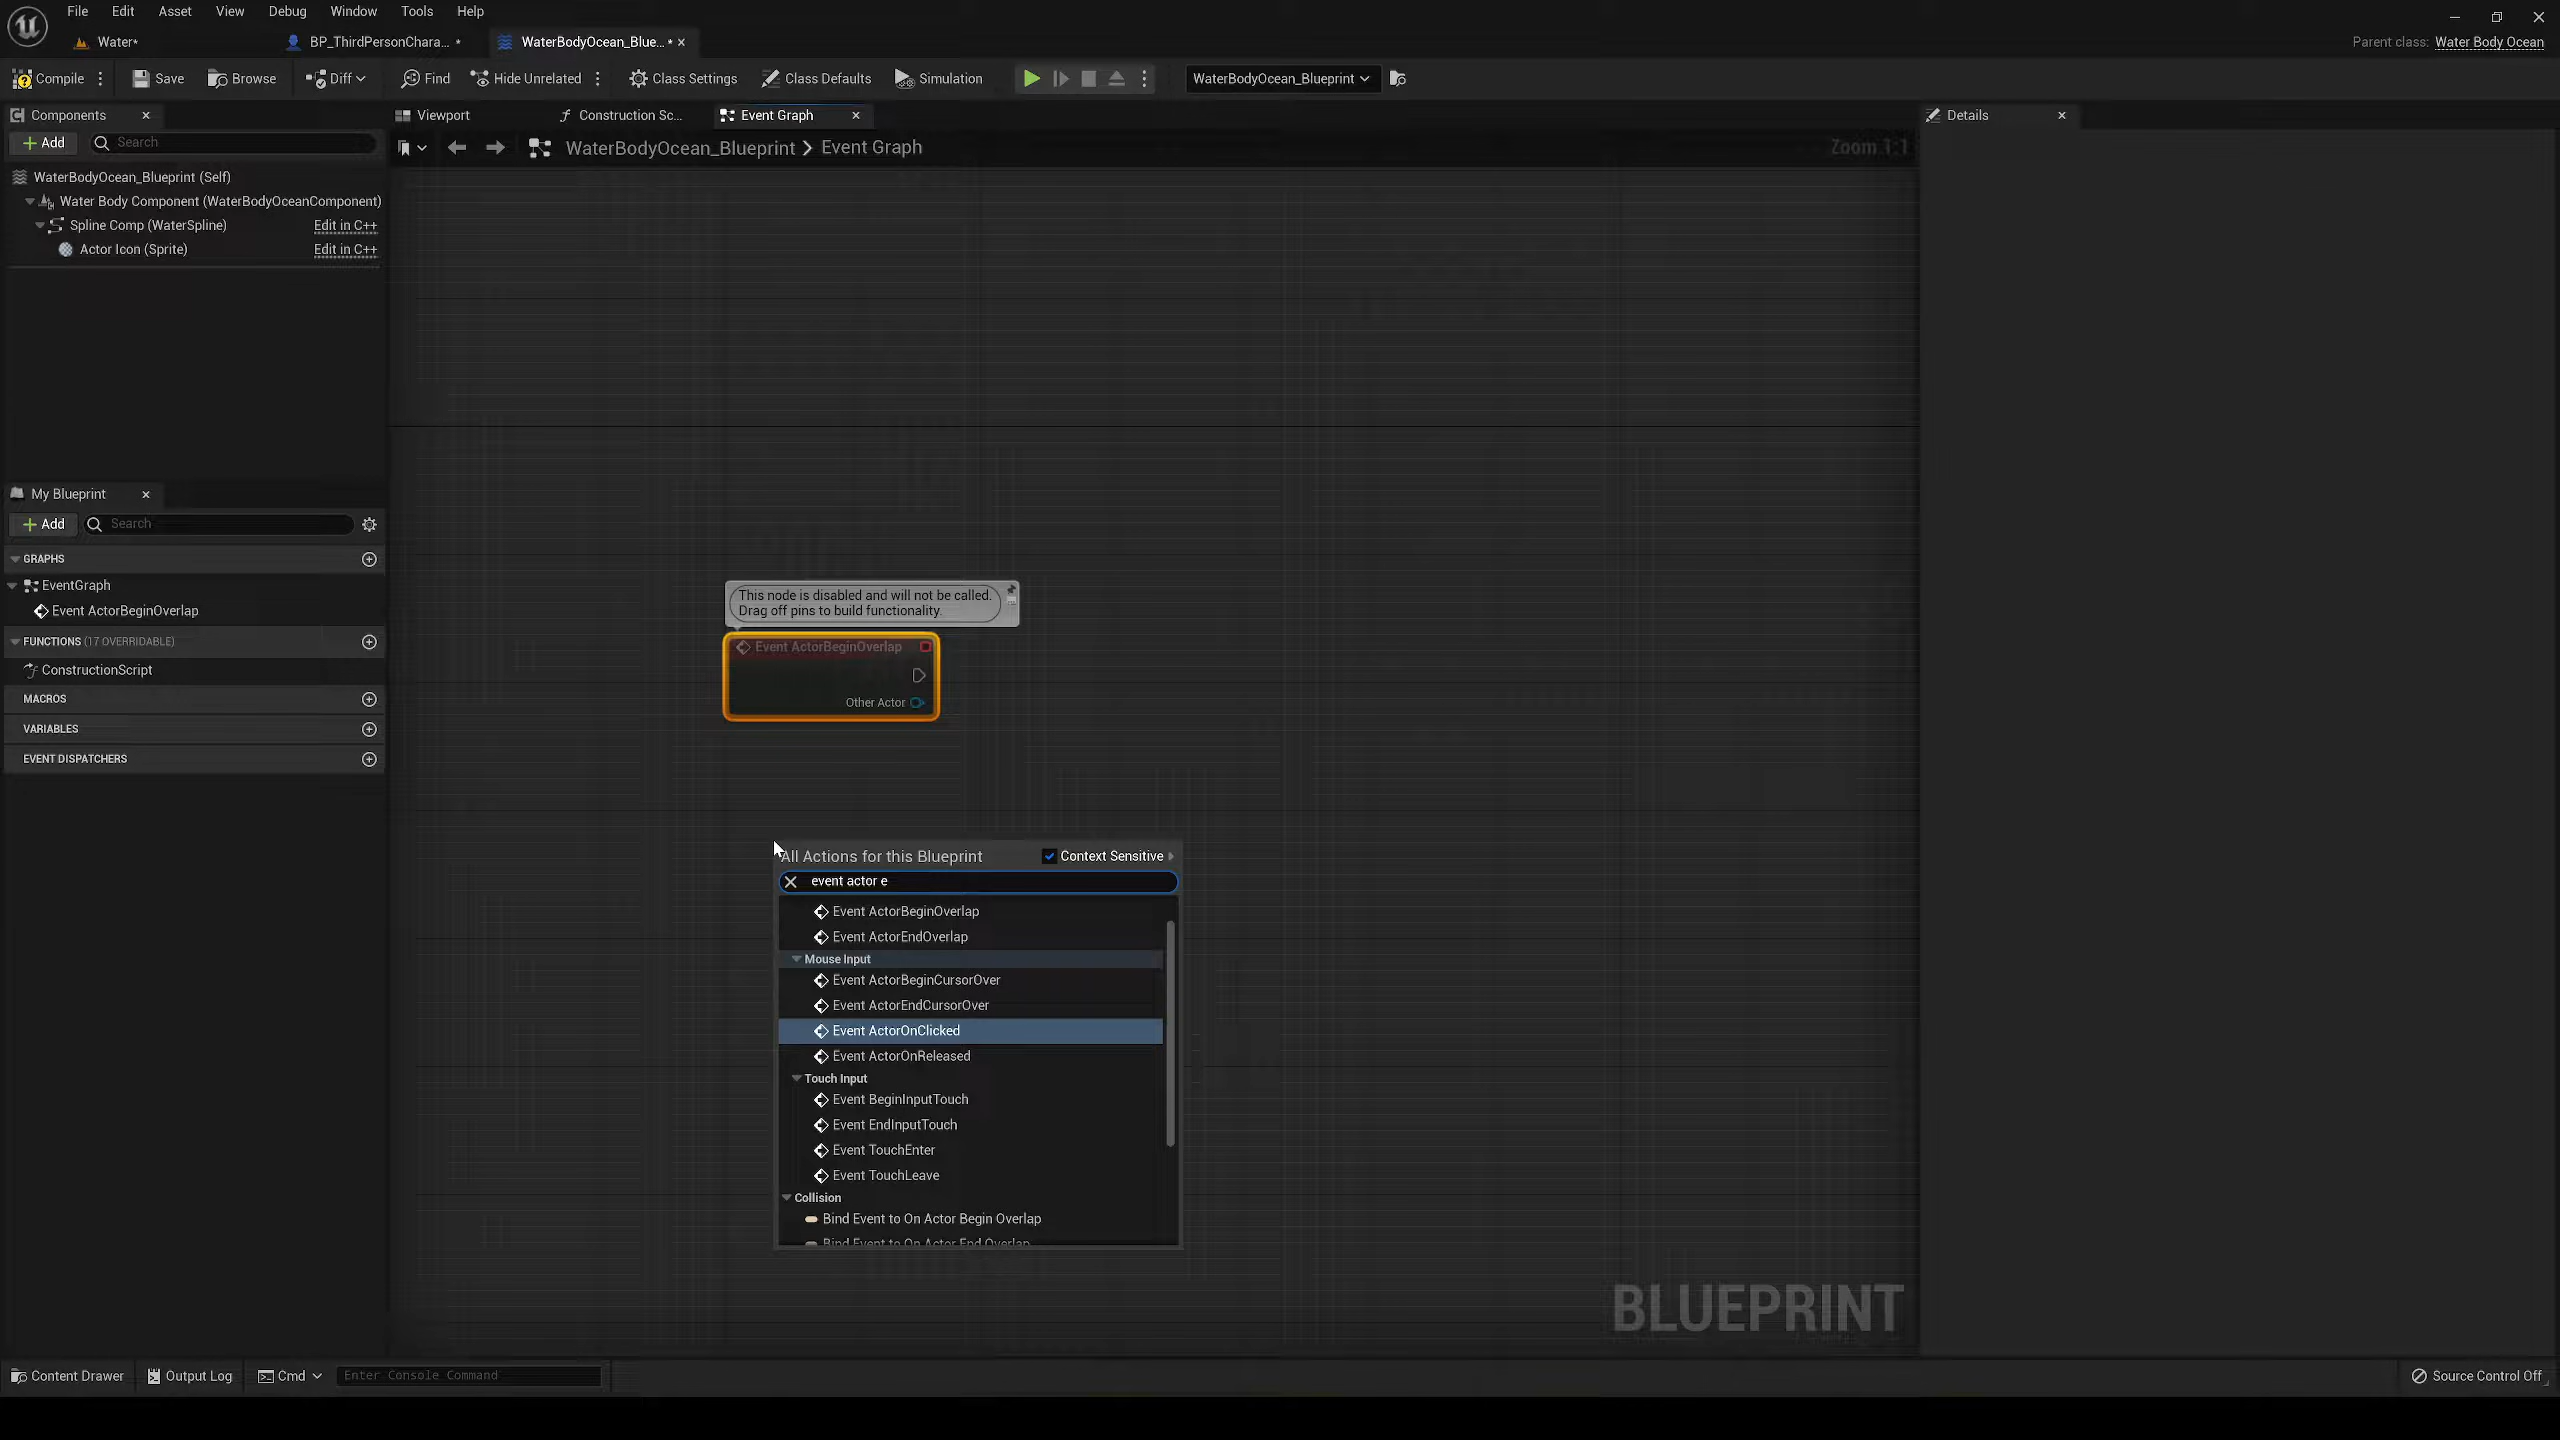 File Edit Asset View Debug Window Tools Help
Water* BP_ThirdPersonChara... * WaterBodyOcean_Blue... * Parent class: Water Body Ocean
Compile Save Browse Diff Find Hide Unrelated Class Settings Class Defaults Simulation WaterBodyOcean_Blueprint
Components Viewport Construction Sc... Event Graph Details
Add Search
WaterBodyOcean_Blueprint > Event Graph Zoom 1:1
WaterBodyOcean_Blueprint (Self)
Water Body Component (WaterBodyOceanComponent)
Spline Comp (WaterSpline) Edit in C++
Actor Icon (Sprite) Edit in C++
My Blueprint
Add Search
GRAPHS
EventGraph
Event ActorBeginOverlap
FUNCTIONS (17 OVERRIDABLE)
ConstructionScript
MACROS
VARIABLES
EVENT DISPATCHERS
This node is disabled and will not be called.
Drag off pins to build functionality.
Event ActorBeginOverlap
Other Actor
All Actions for this Blueprint Context Sensitive
event actor e
Event ActorBeginOverlap
Event ActorEndOverlap
Mouse Input
Event ActorBeginCursorOver
Event ActorEndCursorOver
Event ActorOnClicked
Event ActorOnReleased
Touch Input
Event BeginInputTouch
Event EndInputTouch
Event TouchEnter
Event TouchLeave
Collision
Bind Event to On Actor Begin Overlap
Bind Event to On Actor End Overlap
BLUEPRINT
Content Drawer Output Log Cmd Enter Console Command Source Control Off